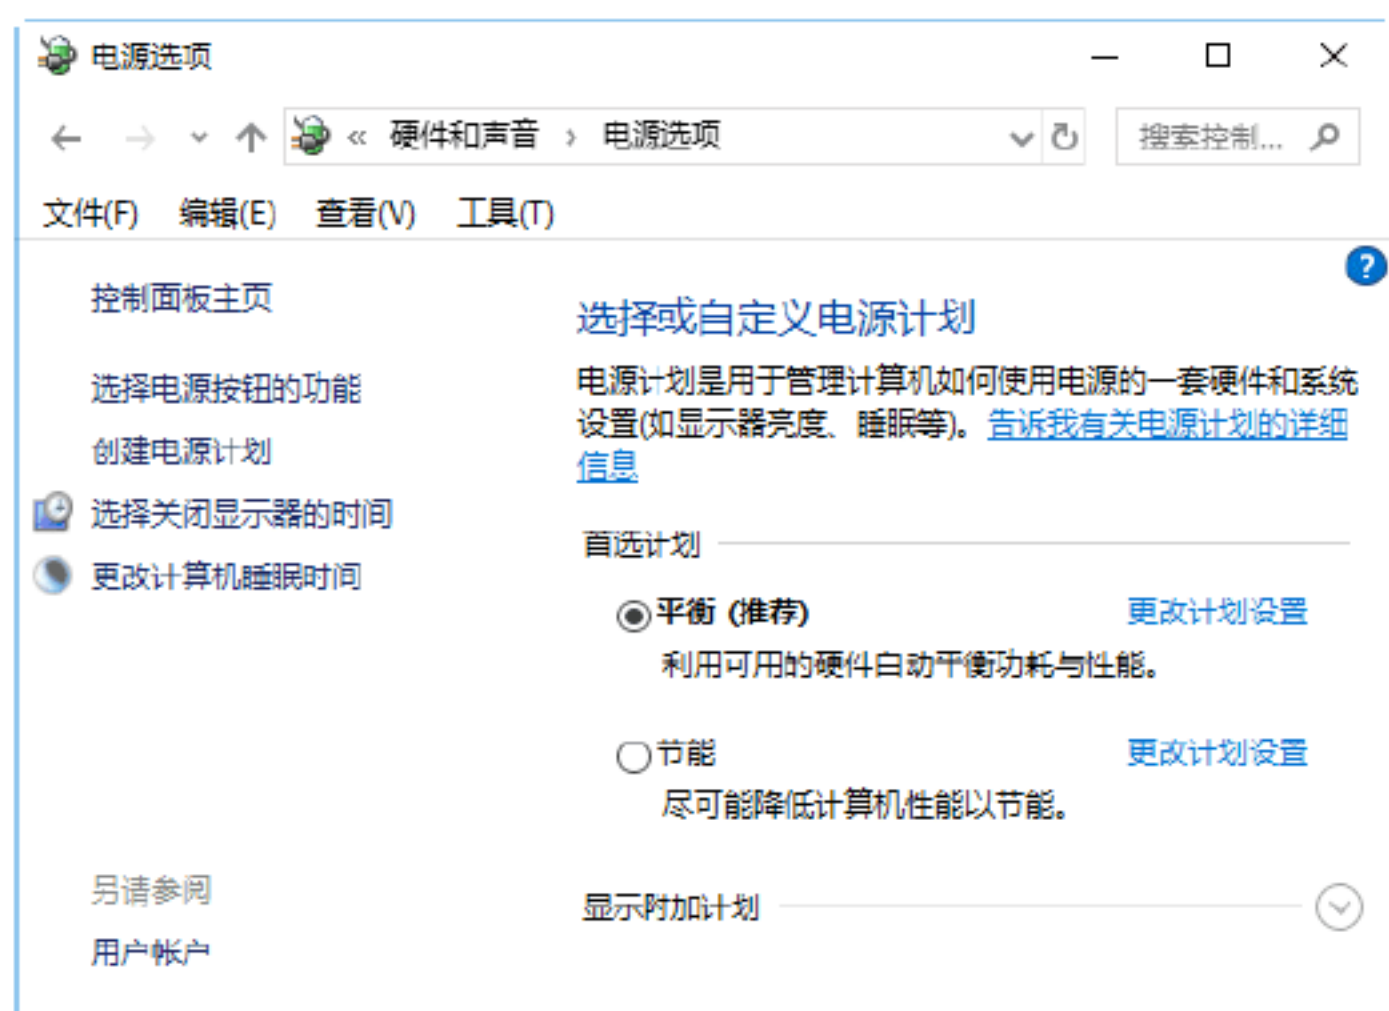 电源选项
« 硬件和声音 › 电源选项
搜索控制...
文件(F) 编辑(E) 查看(V) 工具(T)
?
控制面板主页
选择电源按钮的功能
创建电源计划
选择关闭显示器的时间
更改计算机睡眠时间
另请参阅
用户帐户
选择或自定义电源计划
电源计划是用于管理计算机如何使用电源的一套硬件和系统
设置(如显示器亮度、睡眠等)。告诉我有关电源计划的详细
信息
首选计划
平衡 (推荐) 更改计划设置
利用可用的硬件自动平衡功耗与性能。
节能 更改计划设置
尽可能降低计算机性能以节能。
显示附加计划